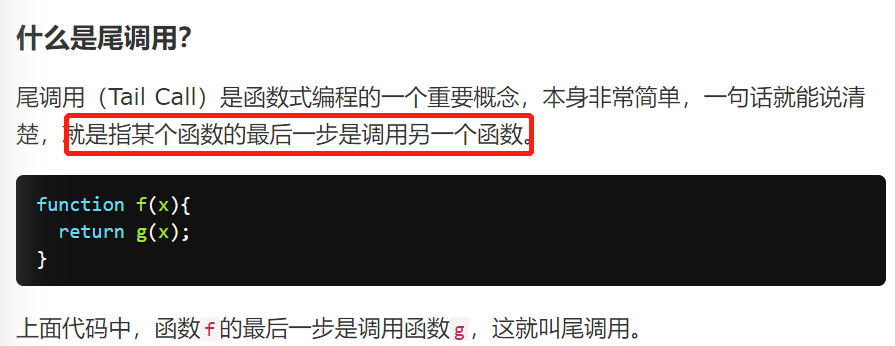 什么是尾调用？
尾调用（Tail Call）是函数式编程的一个重要概念，本身非常简单，一句话就能说清
楚，就是指某个函数的最后一步是调用另一个函数。
function f(x){
  return g(x);
}
上面代码中，函数f的最后一步是调用函数g，这就叫尾调用。